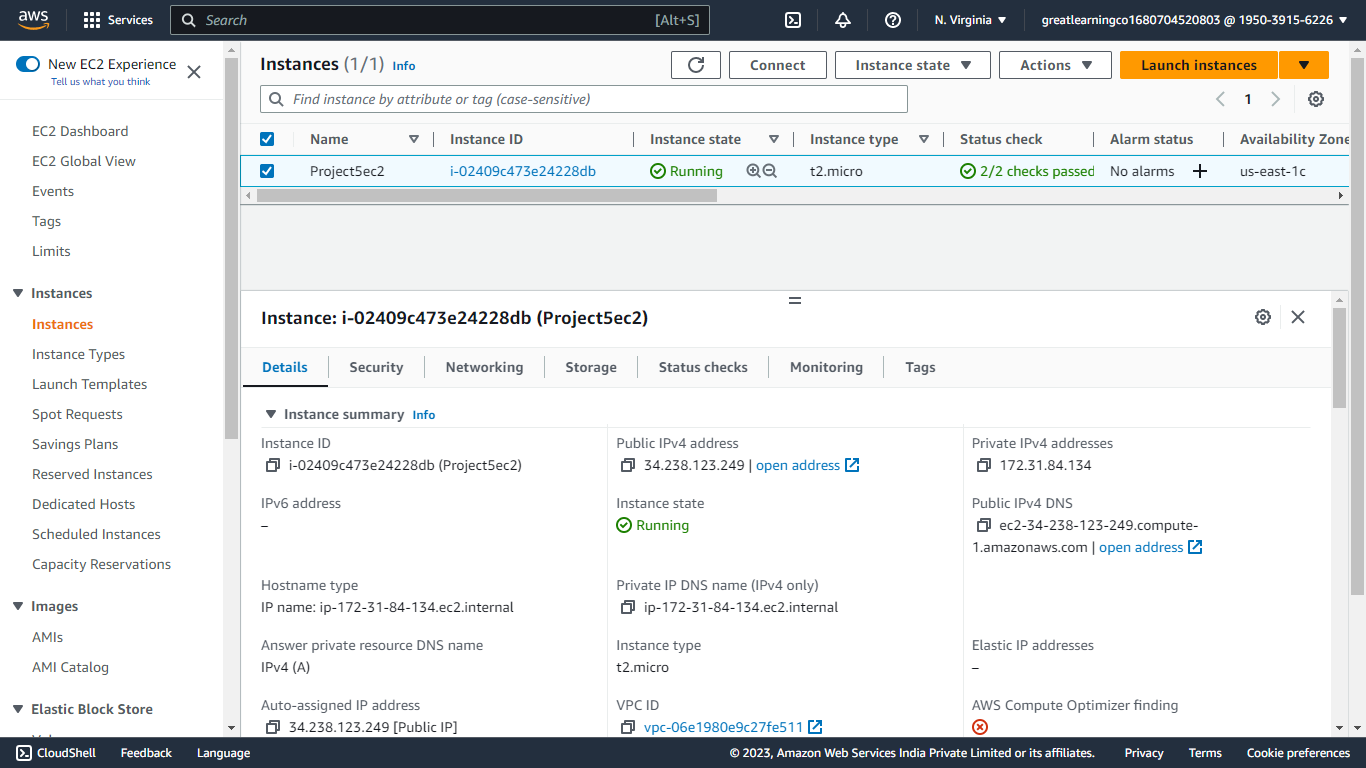 aws
Services
Search
[Alt+S]
N. Virginia
greatlearningco1680704520803 @ 1950-3915-6226
New EC2 Experience
Tell us what you think
EC2 Dashboard
EC2 Global View
Events
Tags
Limits
Instances
Instances
Instance Types
Launch Templates
Spot Requests
Savings Plans
Reserved Instances
Dedicated Hosts
Scheduled Instances
Capacity Reservations
Images
AMIs
AMI Catalog
Elastic Block Store
Instances (1/1) Info
Connect
Instance state
Actions
Launch instances
Find instance by attribute or tag (case-sensitive)
1
Name Instance ID Instance state Instance type Status check Alarm status Availability Zone
Project5ec2 i-02409c473e24228db Running t2.micro 2/2 checks passed No alarms us-east-1c
Instance: i-02409c473e24228db (Project5ec2)
Details Security Networking Storage Status checks Monitoring Tags
Instance summary Info
Instance ID
i-02409c473e24228db (Project5ec2)
Public IPv4 address
34.238.123.249 | open address
Private IPv4 addresses
172.31.84.134
IPv6 address
–
Instance state
Running
Public IPv4 DNS
ec2-34-238-123-249.compute-
1.amazonaws.com | open address
Hostname type
IP name: ip-172-31-84-134.ec2.internal
Private IP DNS name (IPv4 only)
ip-172-31-84-134.ec2.internal
Answer private resource DNS name
IPv4 (A)
Instance type
t2.micro
Elastic IP addresses
–
Auto-assigned IP address
34.238.123.249 [Public IP]
VPC ID
vpc-06e1980e9c27fe511
AWS Compute Optimizer finding
CloudShell
Feedback
Language
© 2023, Amazon Web Services India Private Limited or its affiliates.
Privacy
Terms
Cookie preferences